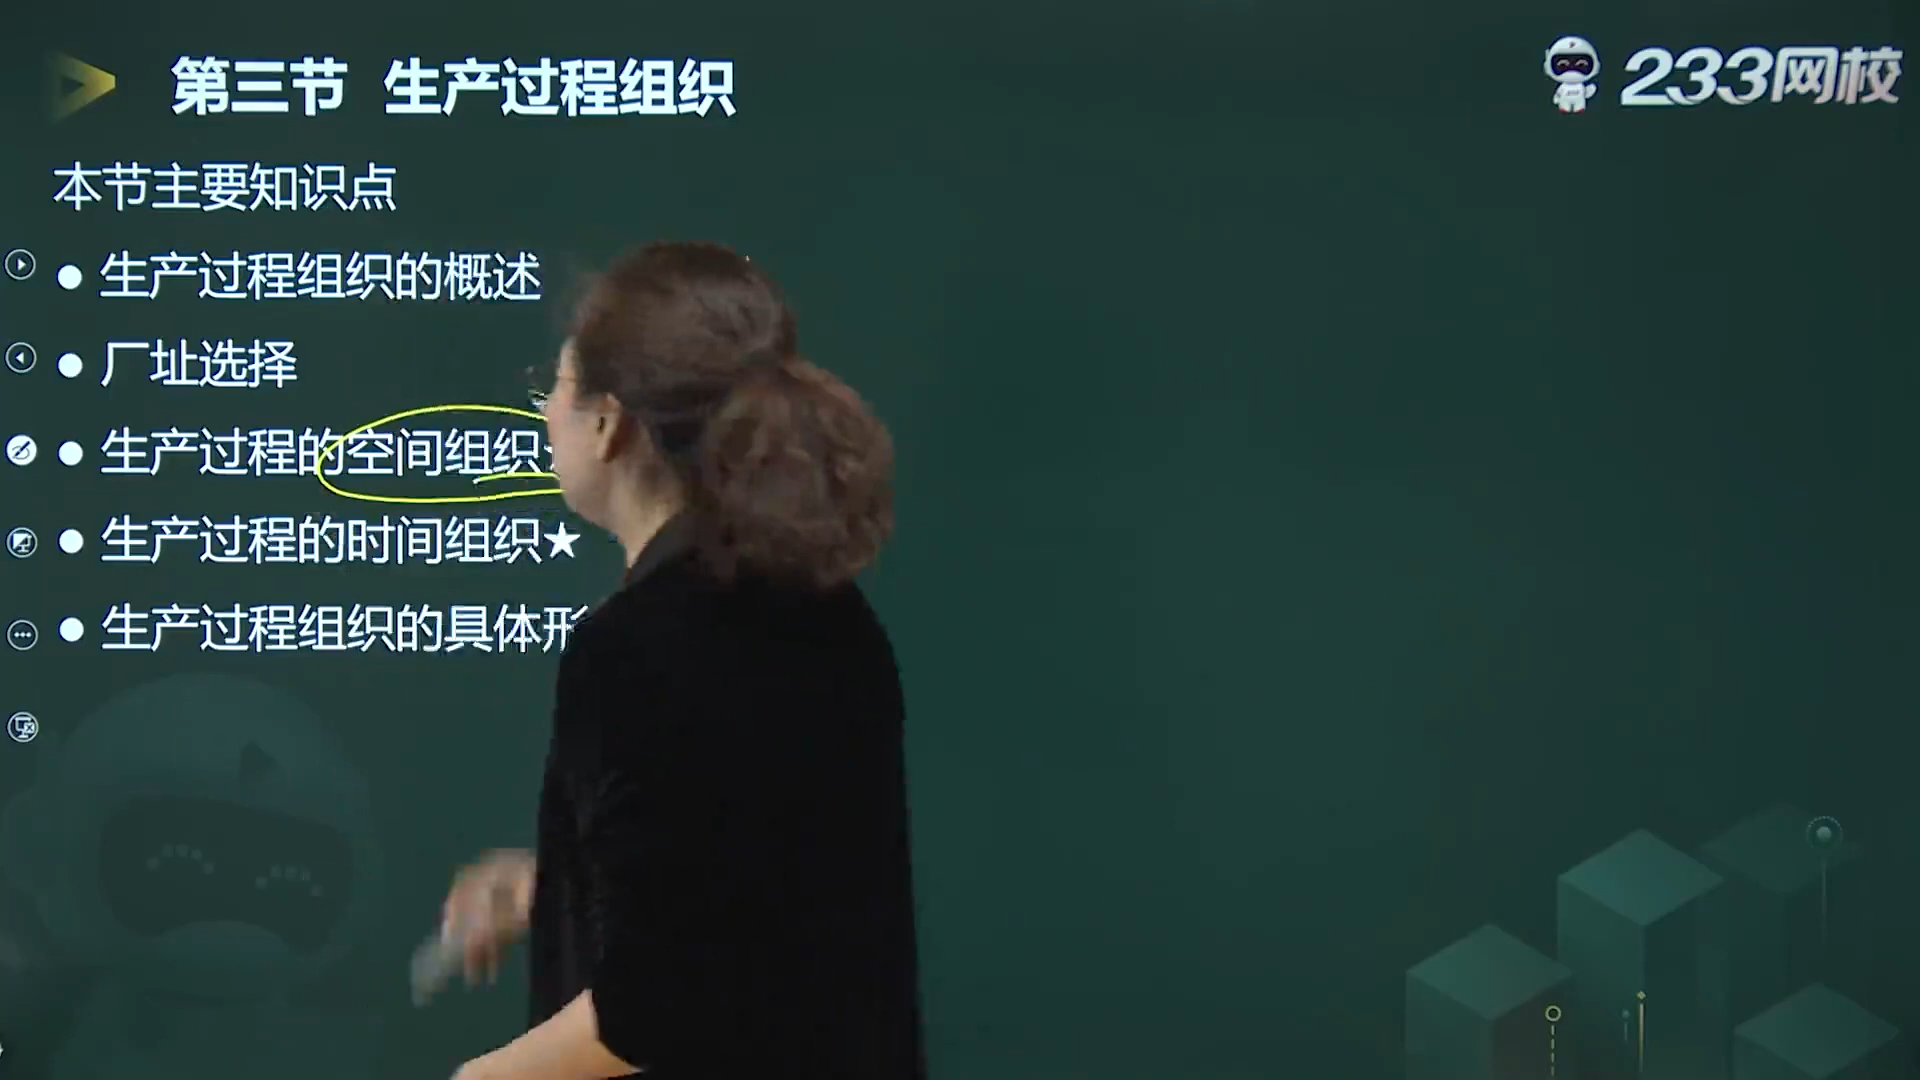 第三节 生产过程组织
233网校
本节主要知识点
● 生产过程组织的概述
● 厂址选择
● 生产过程的空间组织
● 生产过程的时间组织★
● 生产过程组织的具体形